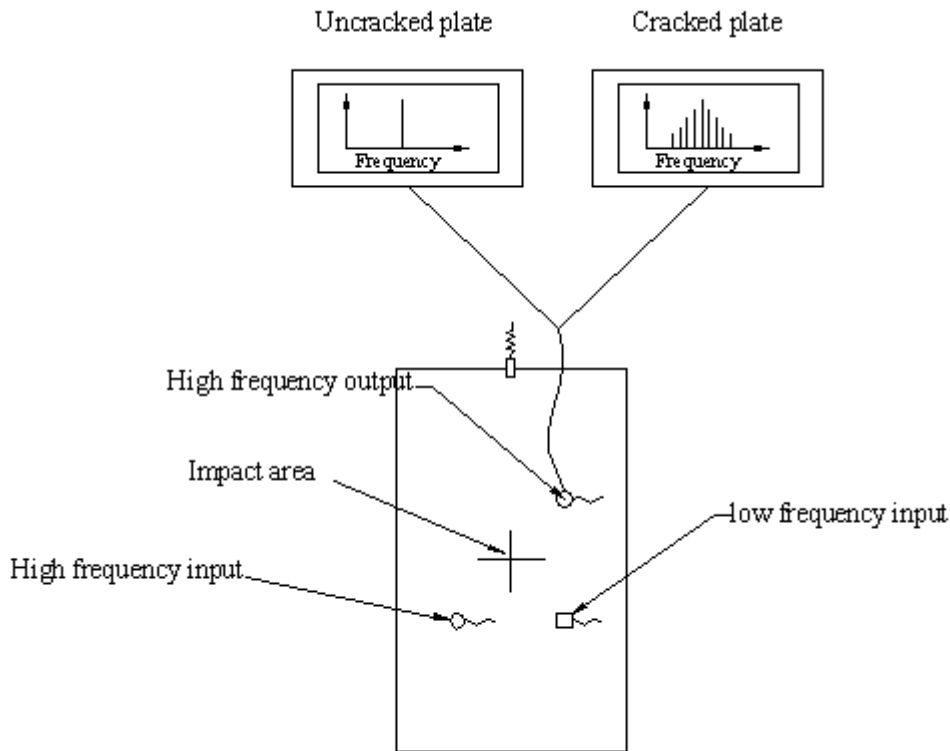 Uncracked plate
Cracked plate
Frequency
Frequency
High frequency output
Impact area
low frequency input
High frequency input